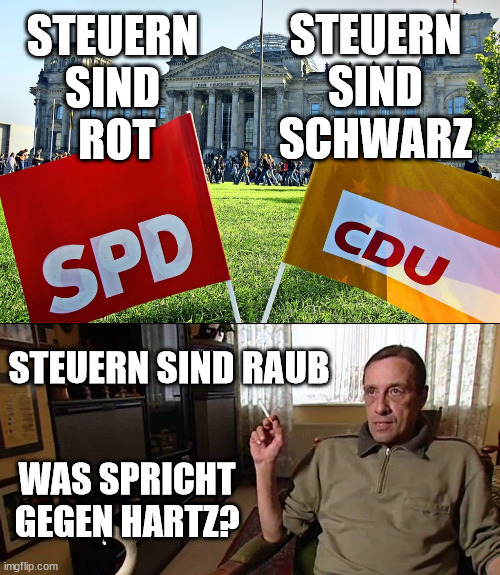 STEUERN
SIND
ROT
STEUERN
SIND
SCHWARZ
SPD
CDU
STEUERN SIND RAUB
WAS SPRICHT
GEGEN HARTZ?
imgflip.com